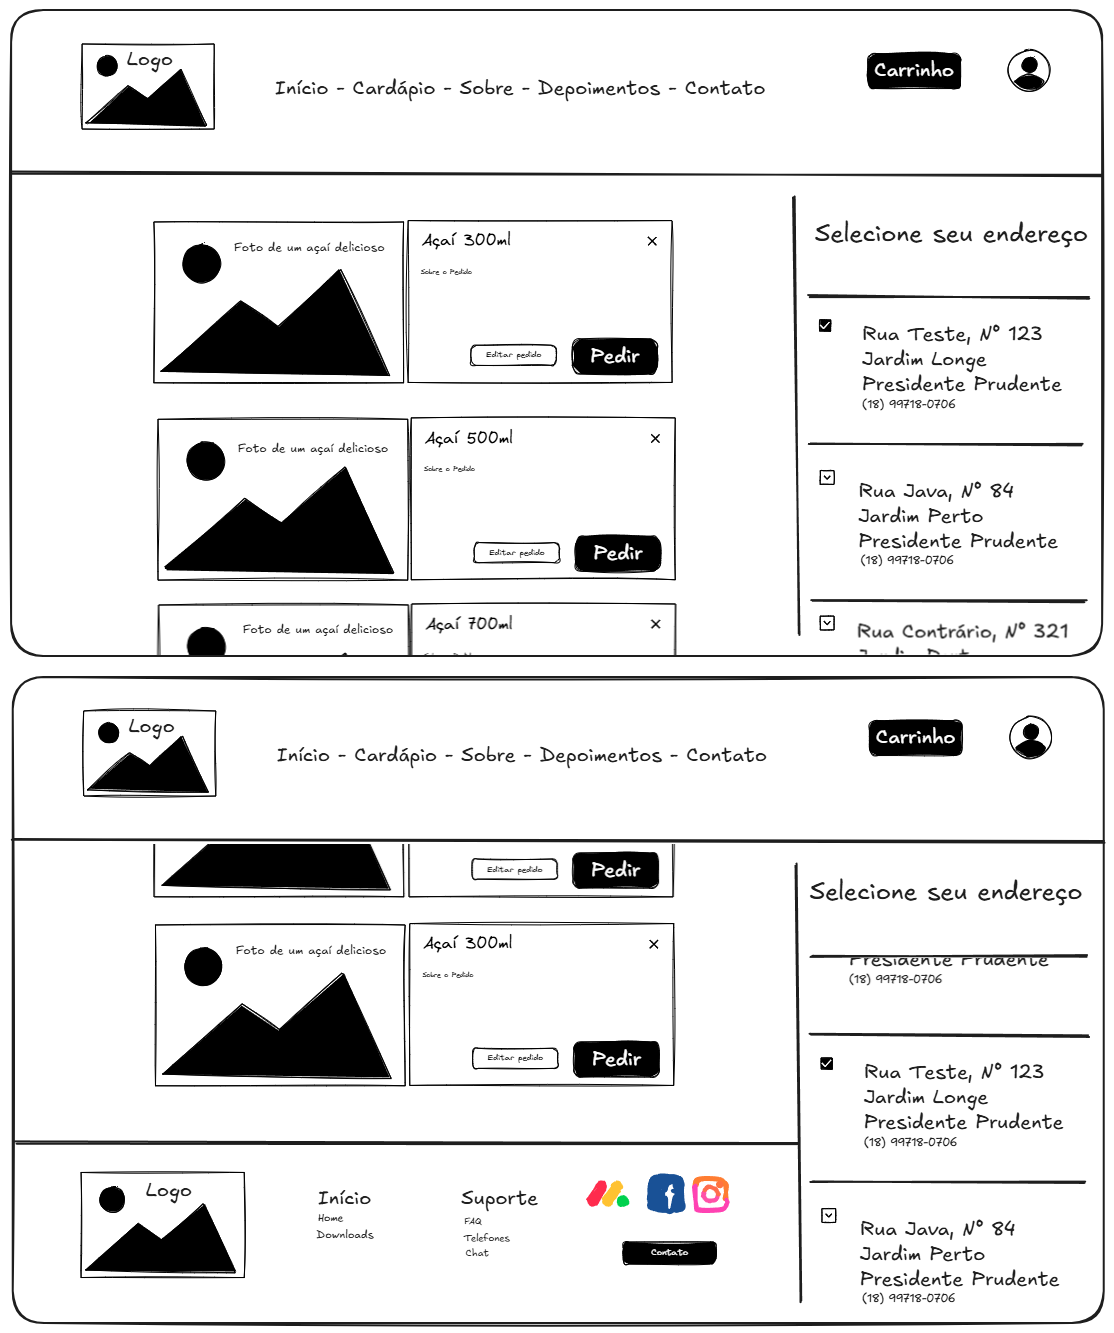 Logo
Início - Cardápio - Sobre - Depoimentos - Contato
Carrinho
Foto de um açaí delicioso
Açaí 300ml
Sobre o Pedido
Editar pedido
Pedir
Foto de um açaí delicioso
Açaí 500ml
Sobre o Pedido
Editar pedido
Pedir
Foto de um açaí delicioso
Açaí 700ml
Selecione seu endereço
Rua Teste, N° 123
Jardim Longe
Presidente Prudente
(18) 99718-0706
Rua Java, N° 84
Jardim Perto
Presidente Prudente
(18) 99718-0706
Rua Contrário, N° 321
Logo
Início - Cardápio - Sobre - Depoimentos - Contato
Carrinho
Editar pedido
Pedir
Foto de um açaí delicioso
Açaí 300ml
Sobre o Pedido
Editar pedido
Pedir
Selecione seu endereço
Presidente Prudente
(18) 99718-0706
Rua Teste, N° 123
Jardim Longe
Presidente Prudente
(18) 99718-0706
Rua Java, N° 84
Jardim Perto
Presidente Prudente
(18) 99718-0706
Logo
Início
Home
Downloads
Suporte
FAQ
Telefones
Chat
Contato